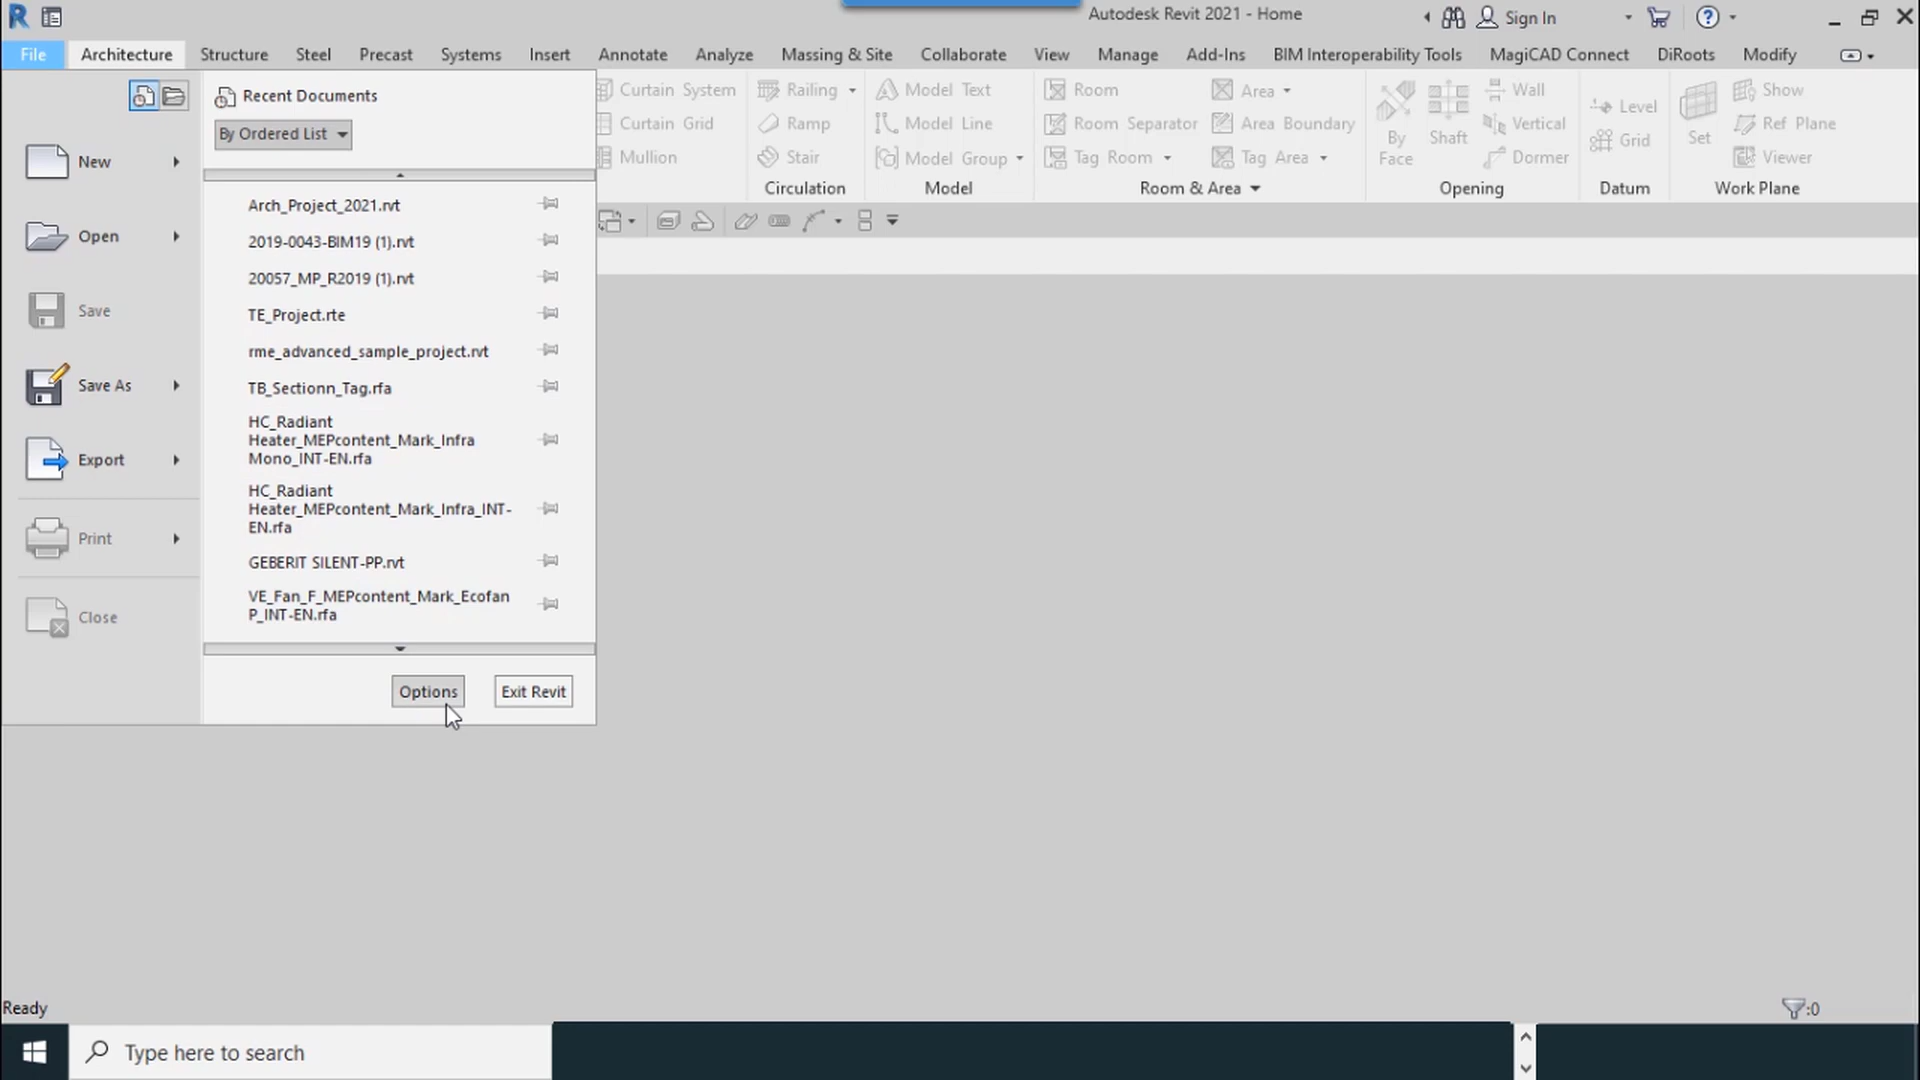 Autodesk Revit 2021 - Home
Sign In
File Architecture Structure Steel Precast Systems Insert Annotate Analyze Massing & Site Collaborate View Manage Add-Ins BIM Interoperability Tools MagiCAD Connect DiRoots Modify
Recent Documents
By Ordered List
New
Open
Save
Save As
Export
Print
Close
Arch_Project_2021.rvt
2019-0043-BIM19 (1).rvt
20057_MP_R2019 (1).rvt
TE_Project.rte
rme_advanced_sample_project.rvt
TB_Sectionn_Tag.rfa
HC_Radiant
Heater_MEPcontent_Mark_Infra
Mono_INT-EN.rfa
HC_Radiant
Heater_MEPcontent_Mark_Infra_INT-
EN.rfa
GEBERIT SILENT-PP.rvt
VE_Fan_F_MEPcontent_Mark_Ecofan
P_INT-EN.rfa
Options Exit Revit
Curtain System
Curtain Grid
Mullion
Railing
Ramp
Stair
Circulation
Model Text
Model Line
Model Group
Model
Room
Room Separator
Tag Room
Area
Area Boundary
Tag Area
Room & Area
By
Face
Shaft
Wall
Vertical
Dormer
Opening
Level
Grid
Datum
Set
Show
Ref Plane
Viewer
Work Plane
Ready
:0
Type here to search